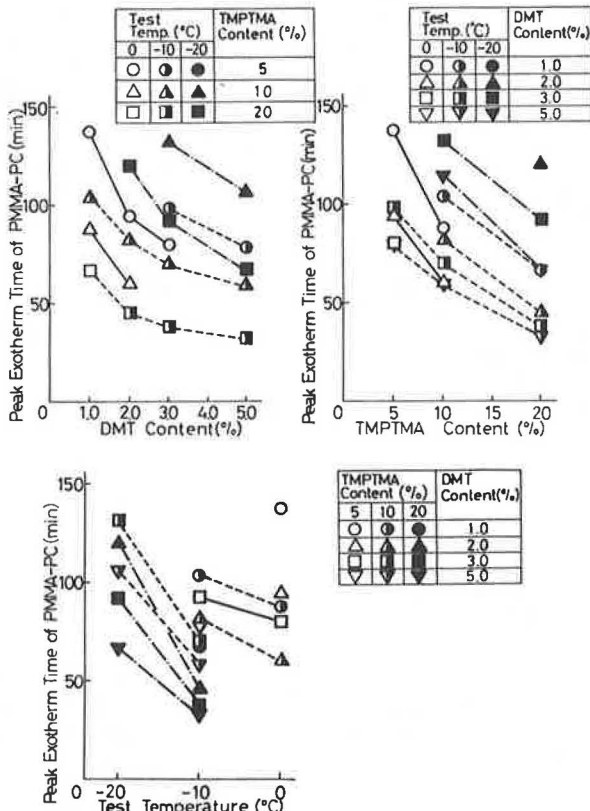 Test Temp. (°C) TMPTMA Content (%)
0 -10 -20
5
10
20
Peak Exotherm Time of PMMA-PC (min)
150
100
50
0
1.0 2.0 3.0 4.0 5.0
DMT Content (%)
Test Temp. (°C) DMT Content (%)
0 -10 -20
1.0
2.0
3.0
5.0
Peak Exotherm Time of PMMA-PC (min)
150
100
50
0
5 10 15 20
TMPTMA Content (%)
Peak Exotherm Time of PMMA-PC (min)
150
100
50
0 -20 -10 0
Test Temperature (°C)
TMPTMA Content (%) DMT Content (%)
5 10 20
1.0
2.0
3.0
5.0